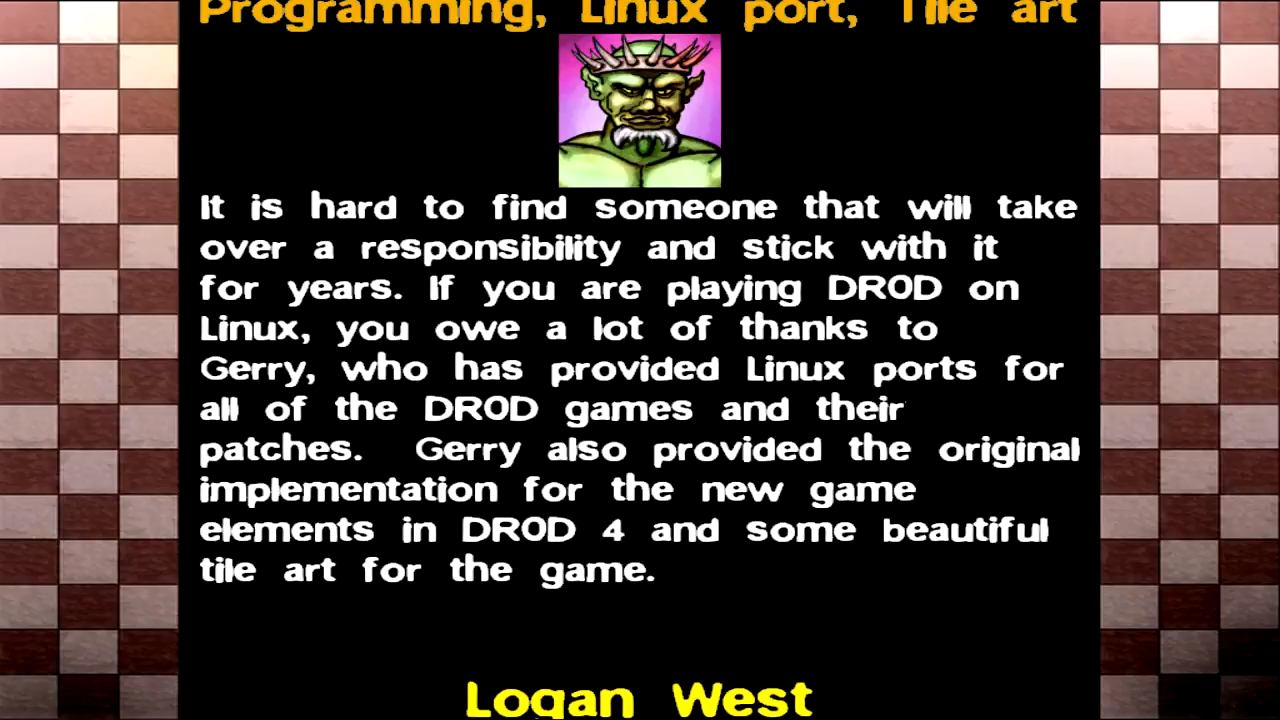 Programming, Linux port, Tile art
It is hard to find someone that will take
over a responsibility and stick with it
for years. If you are playing DROD on
Linux, you owe a lot of thanks to
Gerry, who has provided Linux ports for
all of the DROD games and their
patches. Gerry also provided the original
implementation for the new game
elements in DROD 4 and some beautiful
tile art for the game.
Logan West